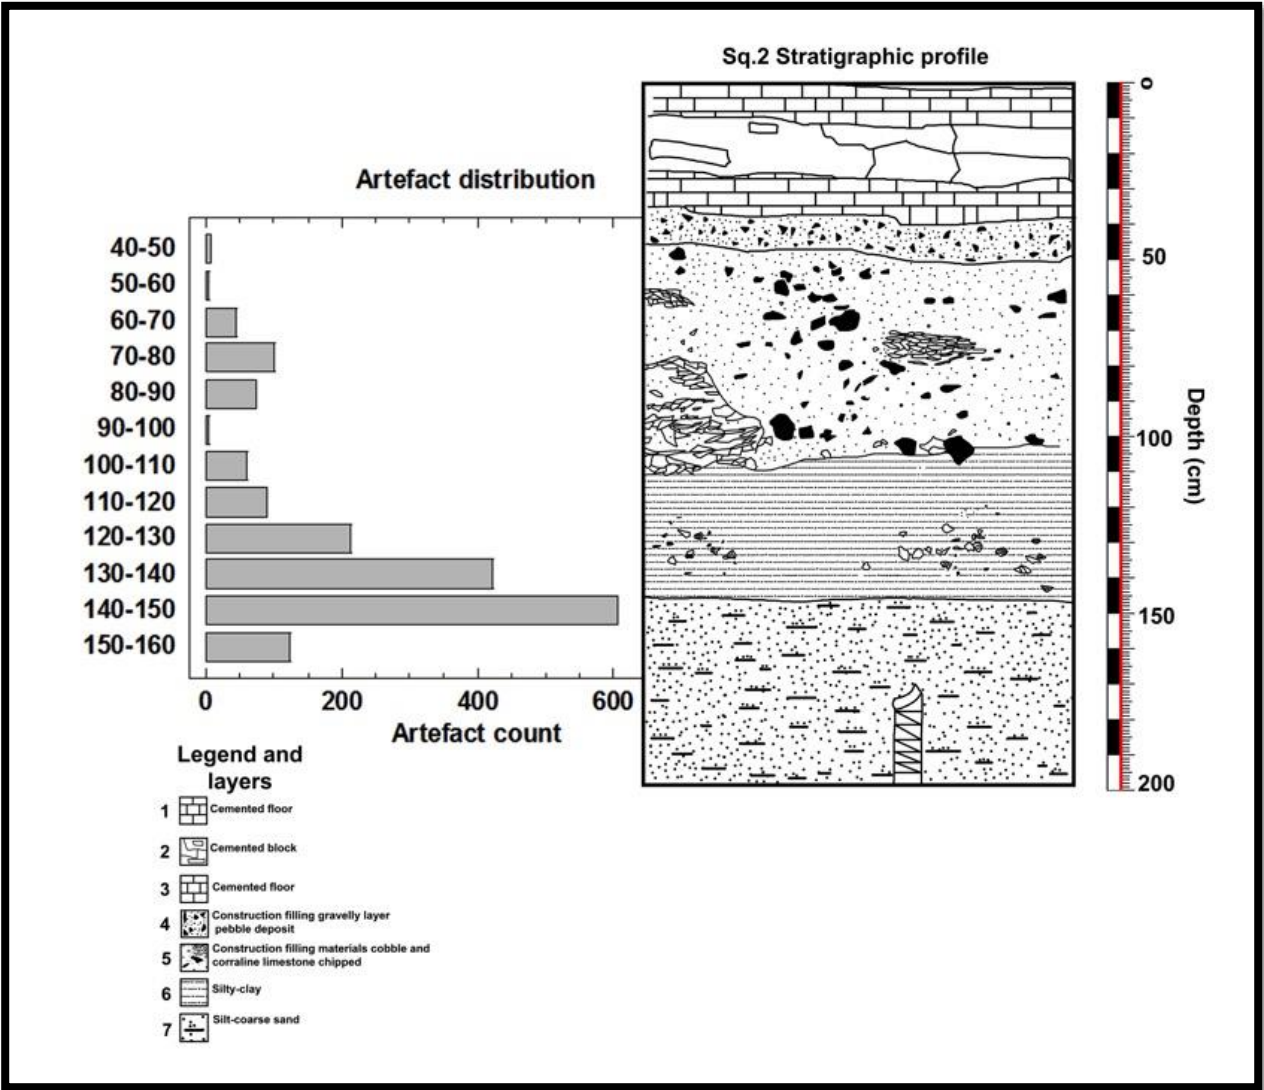 Sq.2 Stratigraphic profile
Artefact distribution
40-50
50-60
60-70
70-80
80-90
90-100
100-110
110-120
120-130
130-140
140-150
150-160
0 200 400 600
Artefact count
0
50
100
150
200
Depth (cm)
Legend and
layers
1 Cemented floor
2 Cemented block
3 Cemented floor
4 Construction filling gravelly layer
pebble deposit
5 Construction filling materials cobble and
corraline limestone chipped
6 Silty-clay
7 Silt-coarse sand